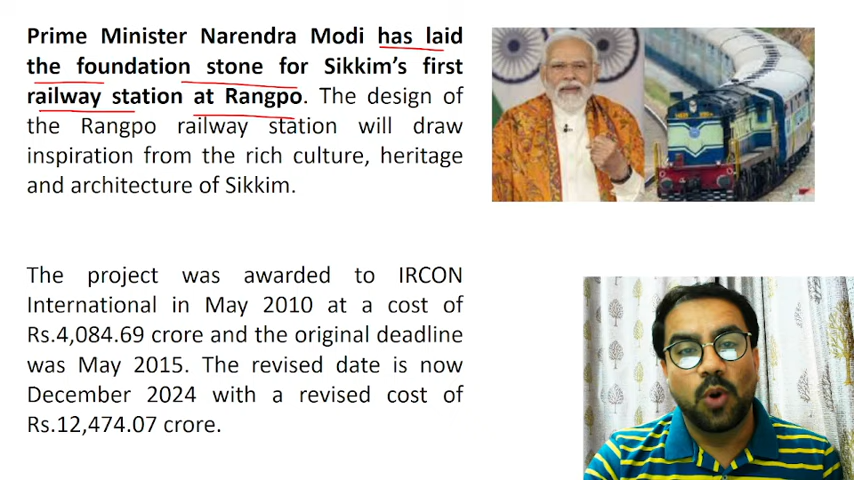 Prime Minister Narendra Modi has laid
the foundation stone for Sikkim's first
railway station at Rangpo. The design of
the Rangpo railway station will draw
inspiration from the rich culture, heritage
and architecture of Sikkim.
The project was awarded to IRCON
International in May 2010 at a cost of
Rs.4,084.69 crore and the original deadline
was May 2015. The revised date is now
December 2024 with a revised cost of
Rs.12,474.07 crore.